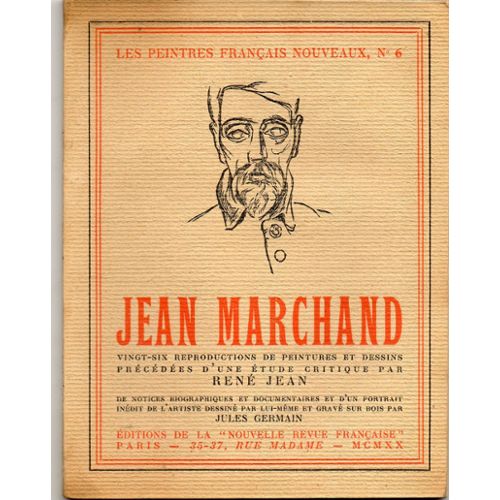 LES PEINTRES FRANÇAIS NOUVEAUX, No 6
JEAN MARCHAND
VINGT-SIX REPRODUCTIONS DE PEINTURES ET DESSINS
PRÉCÉDÉES D'UNE ÉTUDE CRITIQUE PAR
RENÉ JEAN
DE NOTICES BIOGRAPHIQUES ET DOCUMENTAIRES ET D'UN PORTRAIT
INÉDIT DE L'ARTISTE DESSINÉ PAR LUI-MÊME ET GRAVÉ SUR BOIS PAR
JULES GERMAIN
ÉDITIONS DE LA "NOUVELLE REVUE FRANÇAISE"
PARIS — 35-37, RUE MADAME — MCMXX